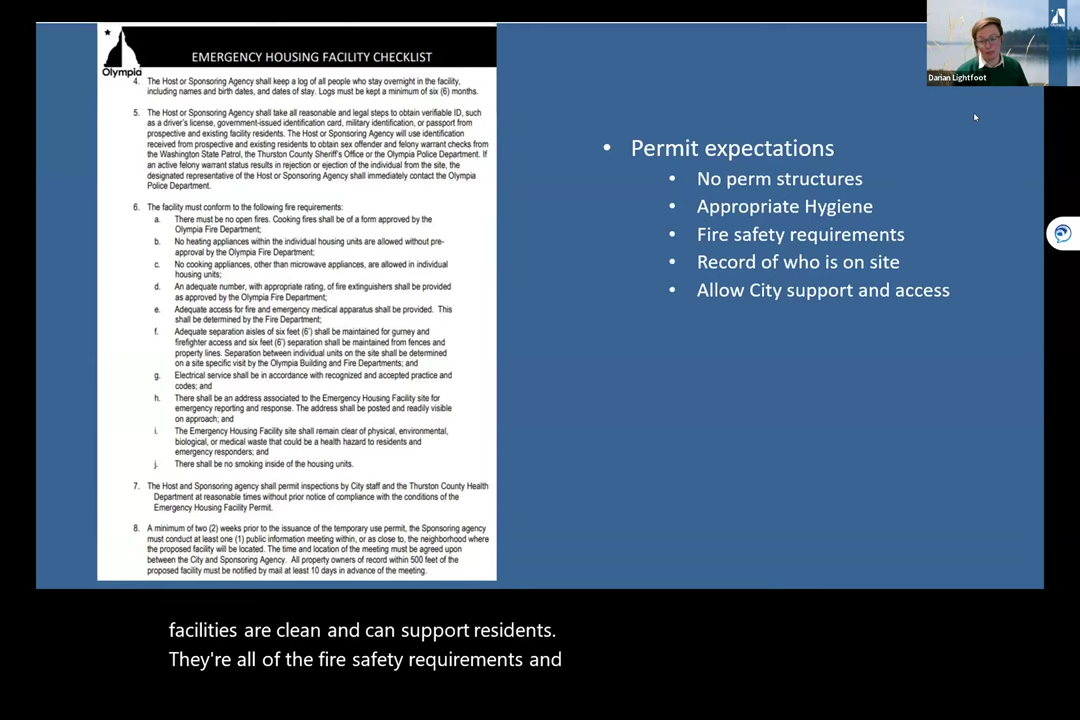 EMERGENCY HOUSING FACILITY CHECKLIST
Olympia
4. The Host or Sponsoring Agency shall keep a log of all people who stay overnight in the facility,
including names and birth dates, and dates of stay. Logs must be kept a minimum of six (6) months.
5. The Host or Sponsoring Agency shall take all reasonable and legal steps to obtain verifiable ID, such
as a driver's license, government-issued identification card, military identification, or passport from
prospective and existing facility residents. The Host or Sponsoring Agency will use identification
received from prospective and existing residents to obtain sex offender and felony warrant checks from
the Washington State Patrol, the Thurston County Sheriff's Office or the Olympia Police Department. If
an active felony warrant status results in rejection or ejection of the individual from the site, the
designated representative of the Host or Sponsoring Agency shall immediately contact the Olympia
Police Department.
6. The facility must conform to the following fire requirements:
a. There must be no open fires. Cooking fires shall be of a form approved by the
Olympia Fire Department;
b. No heating appliances within the individual housing units are allowed without pre-
approval by the Olympia Fire Department;
c. No cooking appliances, other than microwave appliances, are allowed in individual
housing units;
d. An adequate number, with appropriate rating, of fire extinguishers shall be provided
as approved by the Olympia Fire Department;
e. Adequate access for fire and emergency medical apparatus shall be provided. This
shall be determined by the Fire Department;
f. Adequate separation aisles of six feet (6') shall be maintained for gurney and
firefighter access and six feet (6') separation shall be maintained from fences and
property lines. Separation between individual units on the site shall be determined
on a site specific visit by the Olympia Building and Fire Departments; and
g. Electrical service shall be in accordance with recognized and accepted practice and
codes; and
h. There shall be an address associated to the Emergency Housing Facility site for
emergency reporting and response. The address shall be posted and readily visible
on approach; and
i. The Emergency Housing Facility site shall remain clear of physical, environmental,
biological, or medical waste that could be a health hazard to residents and
emergency responders; and
j. There shall be no smoking inside of the housing units.
7. The Host and Sponsoring agency shall permit inspections by City staff and the Thurston County Health
Department at reasonable times without prior notice of compliance with the conditions of the
Emergency Housing Facility Permit.
8. A minimum of two (2) weeks prior to the issuance of the temporary use permit, the Sponsoring agency
must conduct at least one (1) public information meeting within, or as close to, the neighborhood where
the proposed facility will be located. The time and location of the meeting must be agreed upon
between the City and Sponsoring Agency. All property owners of record within 500 feet of the
proposed facility must be notified by mail at least 10 days in advance of the meeting.
• Permit expectations
• No perm structures
• Appropriate Hygiene
• Fire safety requirements
• Record of who is on site
• Allow City support and access
Darian Lightfoot
facilities are clean and can support residents.
They're all of the fire safety requirements and